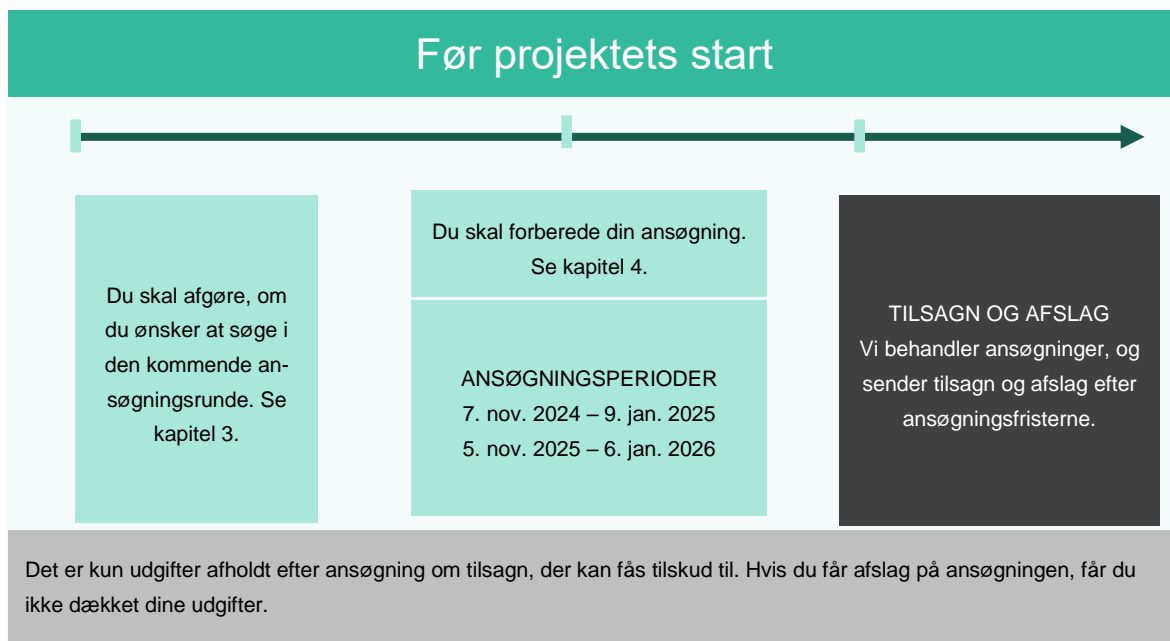 Før projektets start
Du skal afgøre, om
du ønsker at søge i
den kommende an-
søgningsrunde. Se
kapitel 3.
Du skal forberede din ansøgning.
Se kapitel 4.
ANSØGNINGSPERIODER
7. nov. 2024 – 9. jan. 2025
5. nov. 2025 – 6. jan. 2026
TILSAGN OG AFSLAG
Vi behandler ansøgninger, og
sender tilsagn og afslag efter
ansøgningsfristerne.
Det er kun udgifter afholdt efter ansøgning om tilsagn, der kan fås tilskud til. Hvis du får afslag på ansøgningen, får du
ikke dækket dine udgifter.